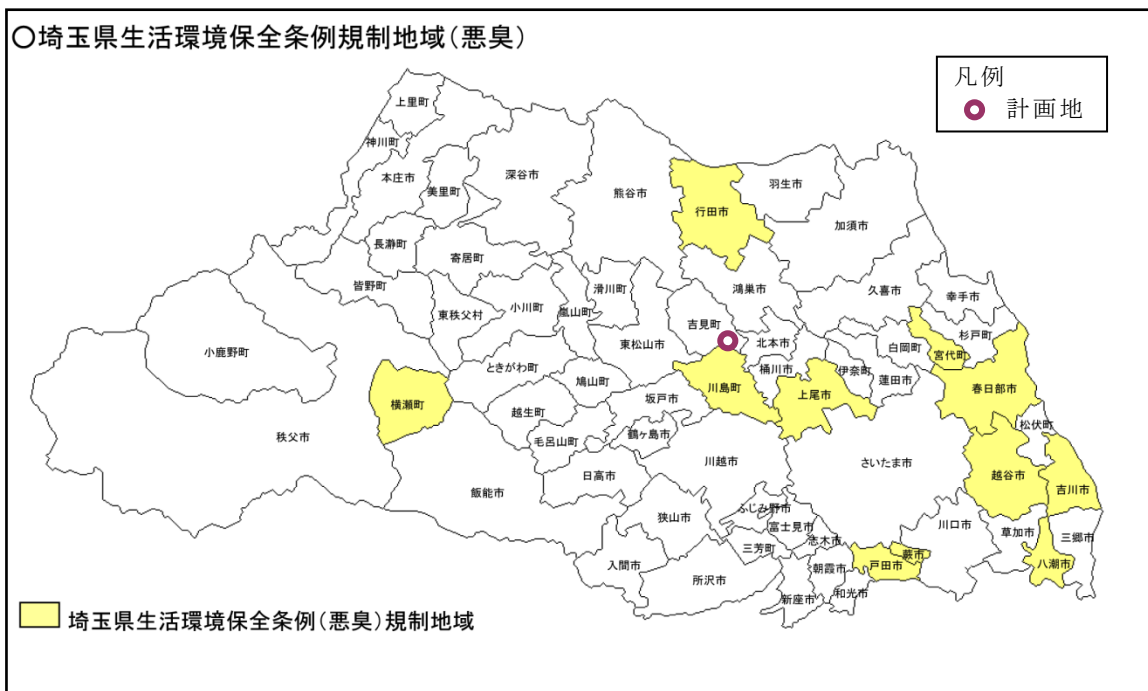 〇埼玉県生活環境保全条例規制地域(悪臭)
凡例
計画地
上里町
神川町
本庄市
美里町
深谷市
熊谷市
行田市
羽生市
加須市
長瀞町
寄居町
皆野町
東秩父村
小川町
嵐山町
滑川町
東松山市
吉見町
鴻巣市
北本市
久喜市
幸手市
杉戸町
白岡市
宮代町
小鹿野町
ときがわ町
鳩山町
川島町
桶川市
上尾市
伊奈町
蓮田市
春日部市
横瀬町
秩父市
越生町
毛呂山町
坂戸市
鶴ヶ島市
松伏町
さいたま市
越谷市
吉川市
飯能市
日高市
川越市
狭山市
ふじみ野市
富士見市
三芳町
志木市
川口市
草加市
三郷市
入間市
所沢市
朝霞市
新座市
和光市
戸田市
蕨市
八潮市
埼玉県生活環境保全条例(悪臭)規制地域